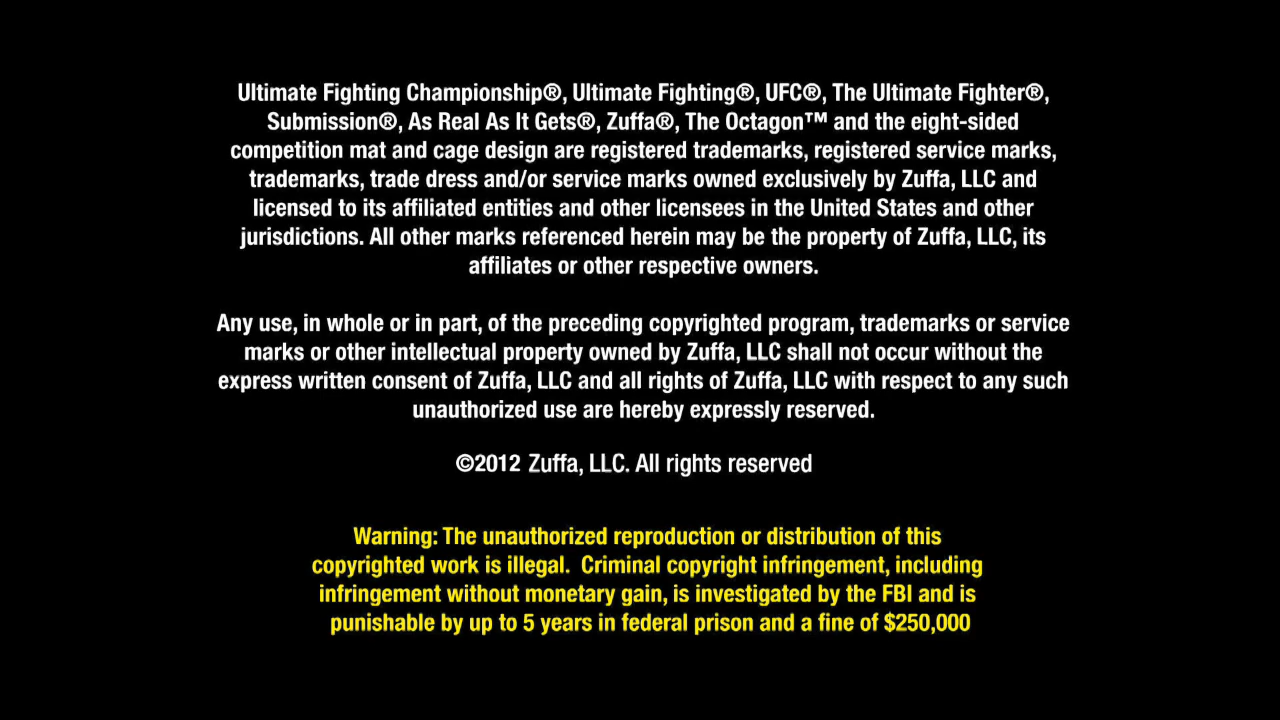 Ultimate Fighting Championship®, Ultimate Fighting®, UFC®, The Ultimate Fighter®,
Submission®, As Real As It Gets®, Zuffa®, The Octagon™ and the eight-sided
competition mat and cage design are registered trademarks, registered service marks,
trademarks, trade dress and/or service marks owned exclusively by Zuffa, LLC and
licensed to its affiliated entities and other licensees in the United States and other
jurisdictions. All other marks referenced herein may be the property of Zuffa, LLC, its
affiliates or other respective owners.
Any use, in whole or in part, of the preceding copyrighted program, trademarks or service
marks or other intellectual property owned by Zuffa, LLC shall not occur without the
express written consent of Zuffa, LLC and all rights of Zuffa, LLC with respect to any such
unauthorized use are hereby expressly reserved.
©2012 Zuffa, LLC. All rights reserved
Warning: The unauthorized reproduction or distribution of this
copyrighted work is illegal.  Criminal copyright infringement, including
infringement without monetary gain, is investigated by the FBI and is
punishable by up to 5 years in federal prison and a fine of $250,000